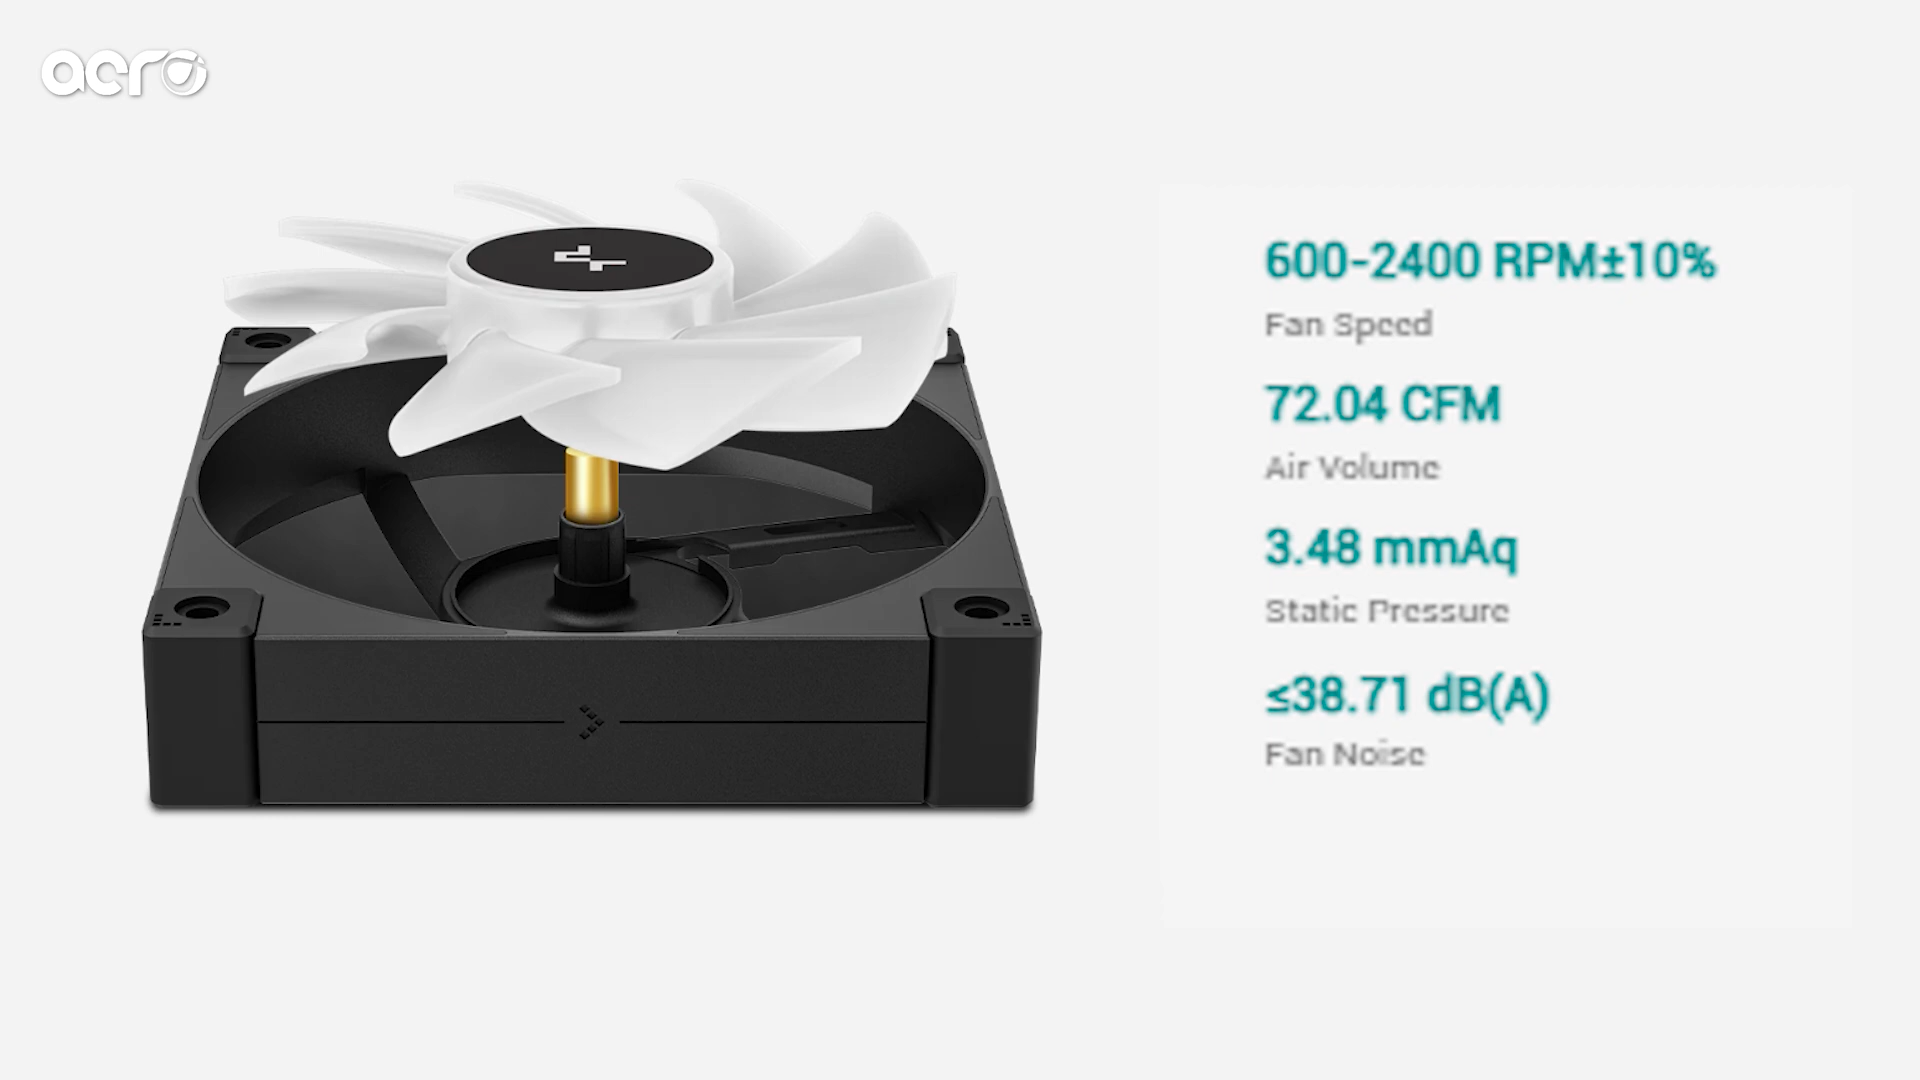 aero
600-2400 RPM±10%
Fan Speed
72.04 CFM
Air Volume
3.48 mmAq
Static Pressure
≤38.71 dB(A)
Fan Noise